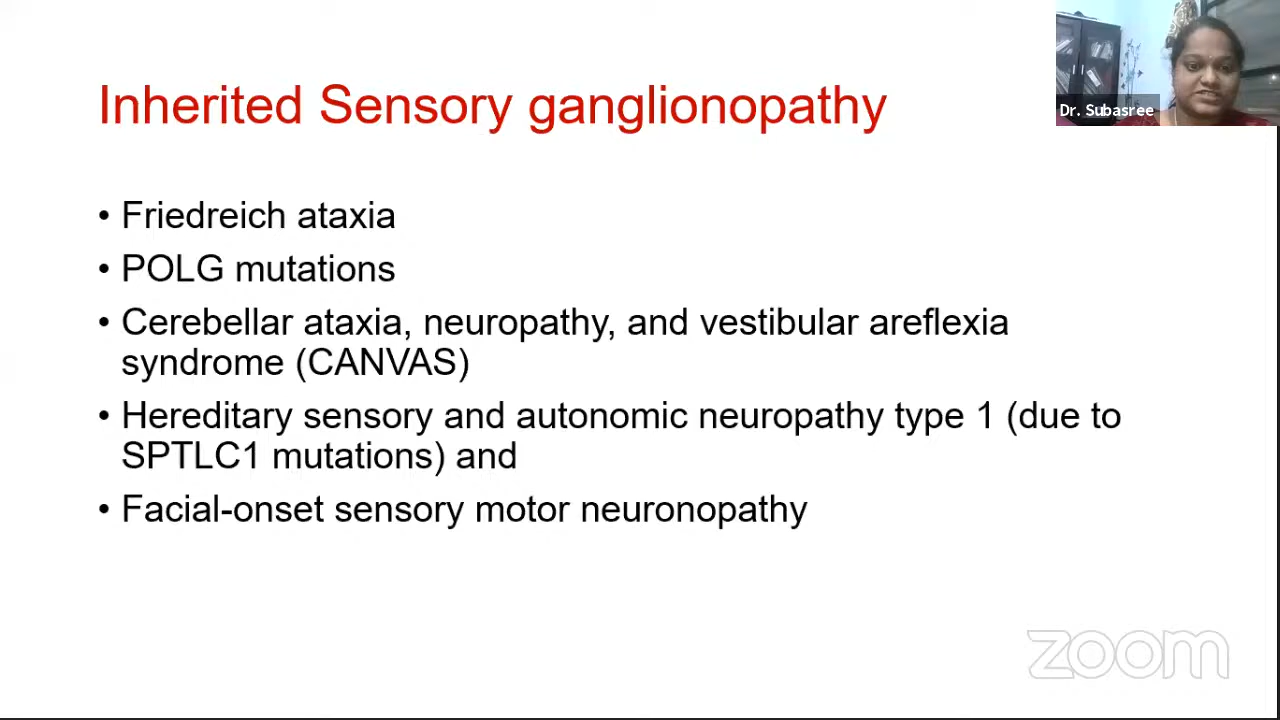 Inherited Sensory ganglionopathy
Dr. Subasree
• Friedreich ataxia
• POLG mutations
• Cerebellar ataxia, neuropathy, and vestibular areflexia
syndrome (CANVAS)
• Hereditary sensory and autonomic neuropathy type 1 (due to
SPTLC1 mutations) and
• Facial-onset sensory motor neuronopathy
zoom